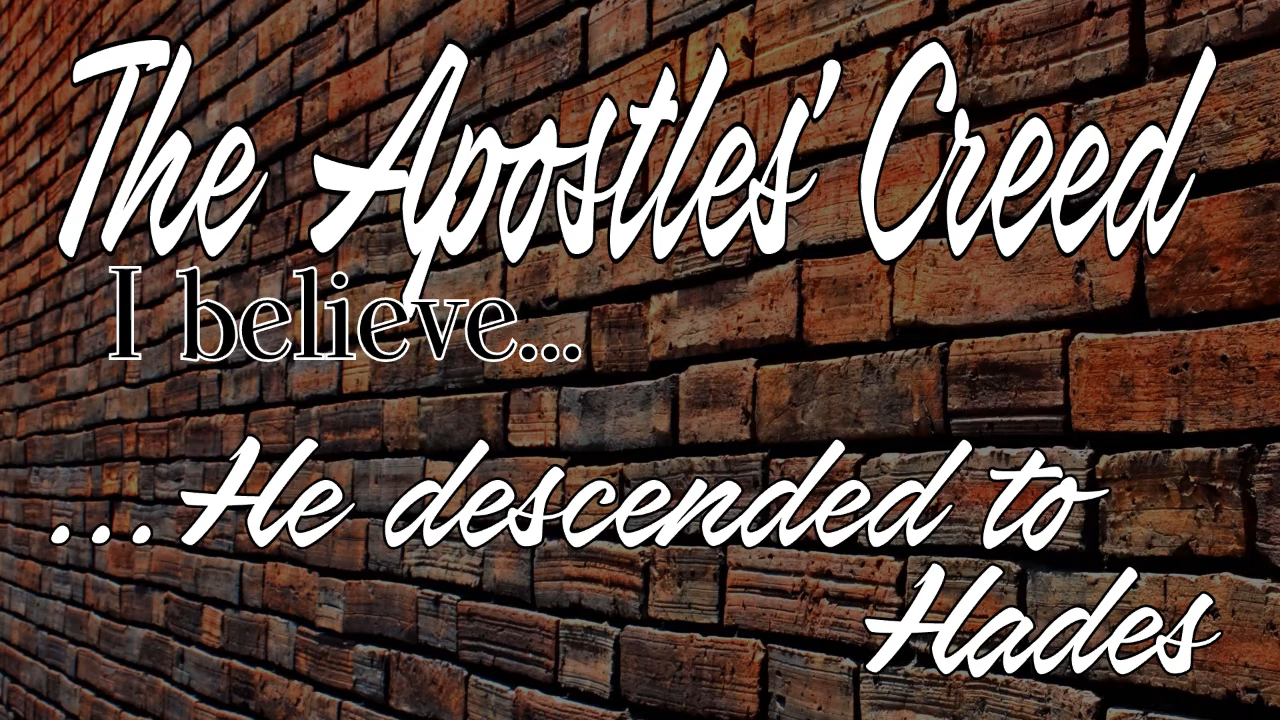 The Apostles' Creed
I believe...
...He descended to
Hades